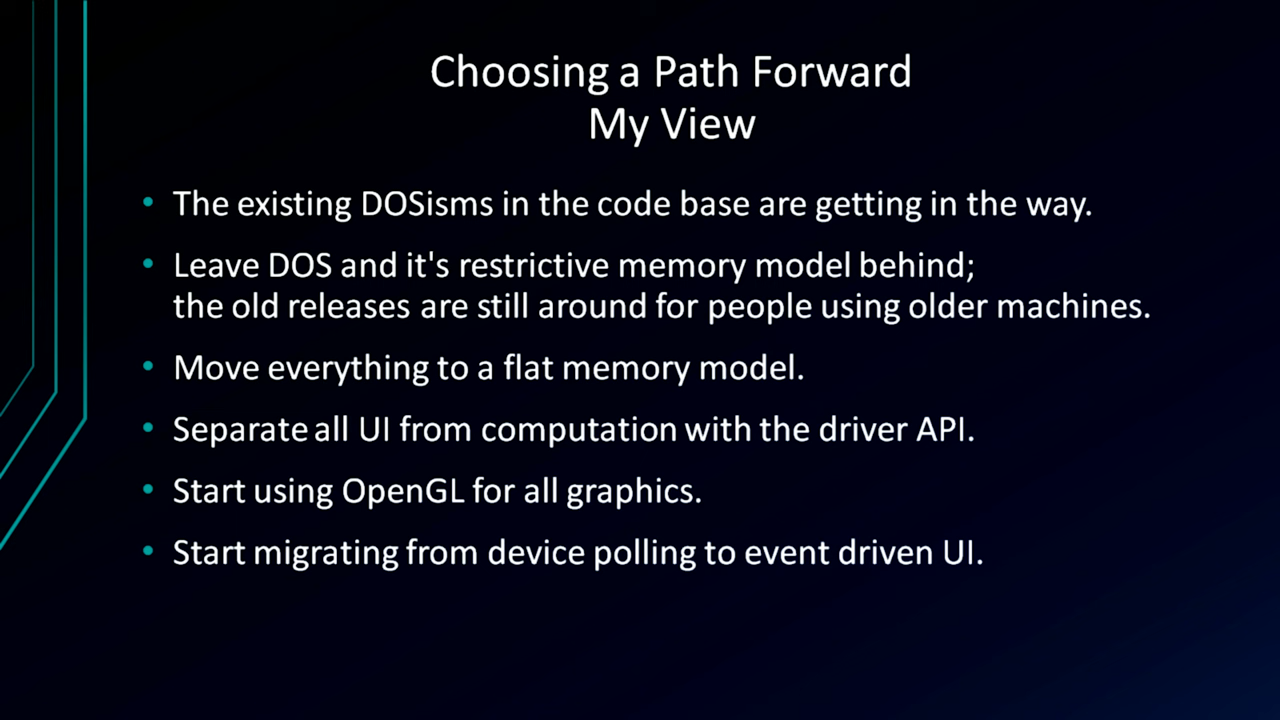 Choosing a Path Forward
My View
• The existing DOSisms in the code base are getting in the way.
• Leave DOS and it's restrictive memory model behind;
the old releases are still around for people using older machines.
• Move everything to a flat memory model.
• Separate all UI from computation with the driver API.
• Start using OpenGL for all graphics.
• Start migrating from device polling to event driven UI.